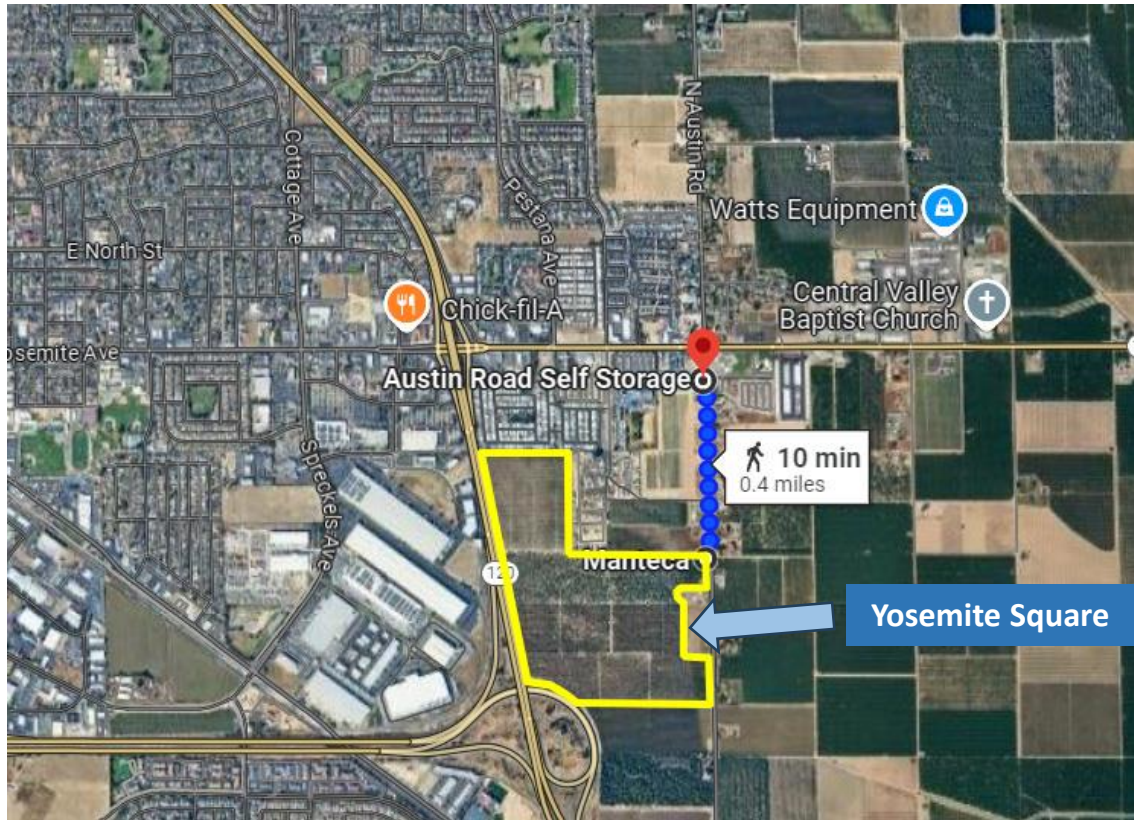 N Austin Rd
Cottage Ave
Pestana Ave
Watts Equipment
E North St
Central Valley
Baptist Church
Chick-fil-A
osemite Ave
Austin Road Self Storage
10 min
0.4 miles
Spreckels Ave
Manteca
120
Yosemite Square